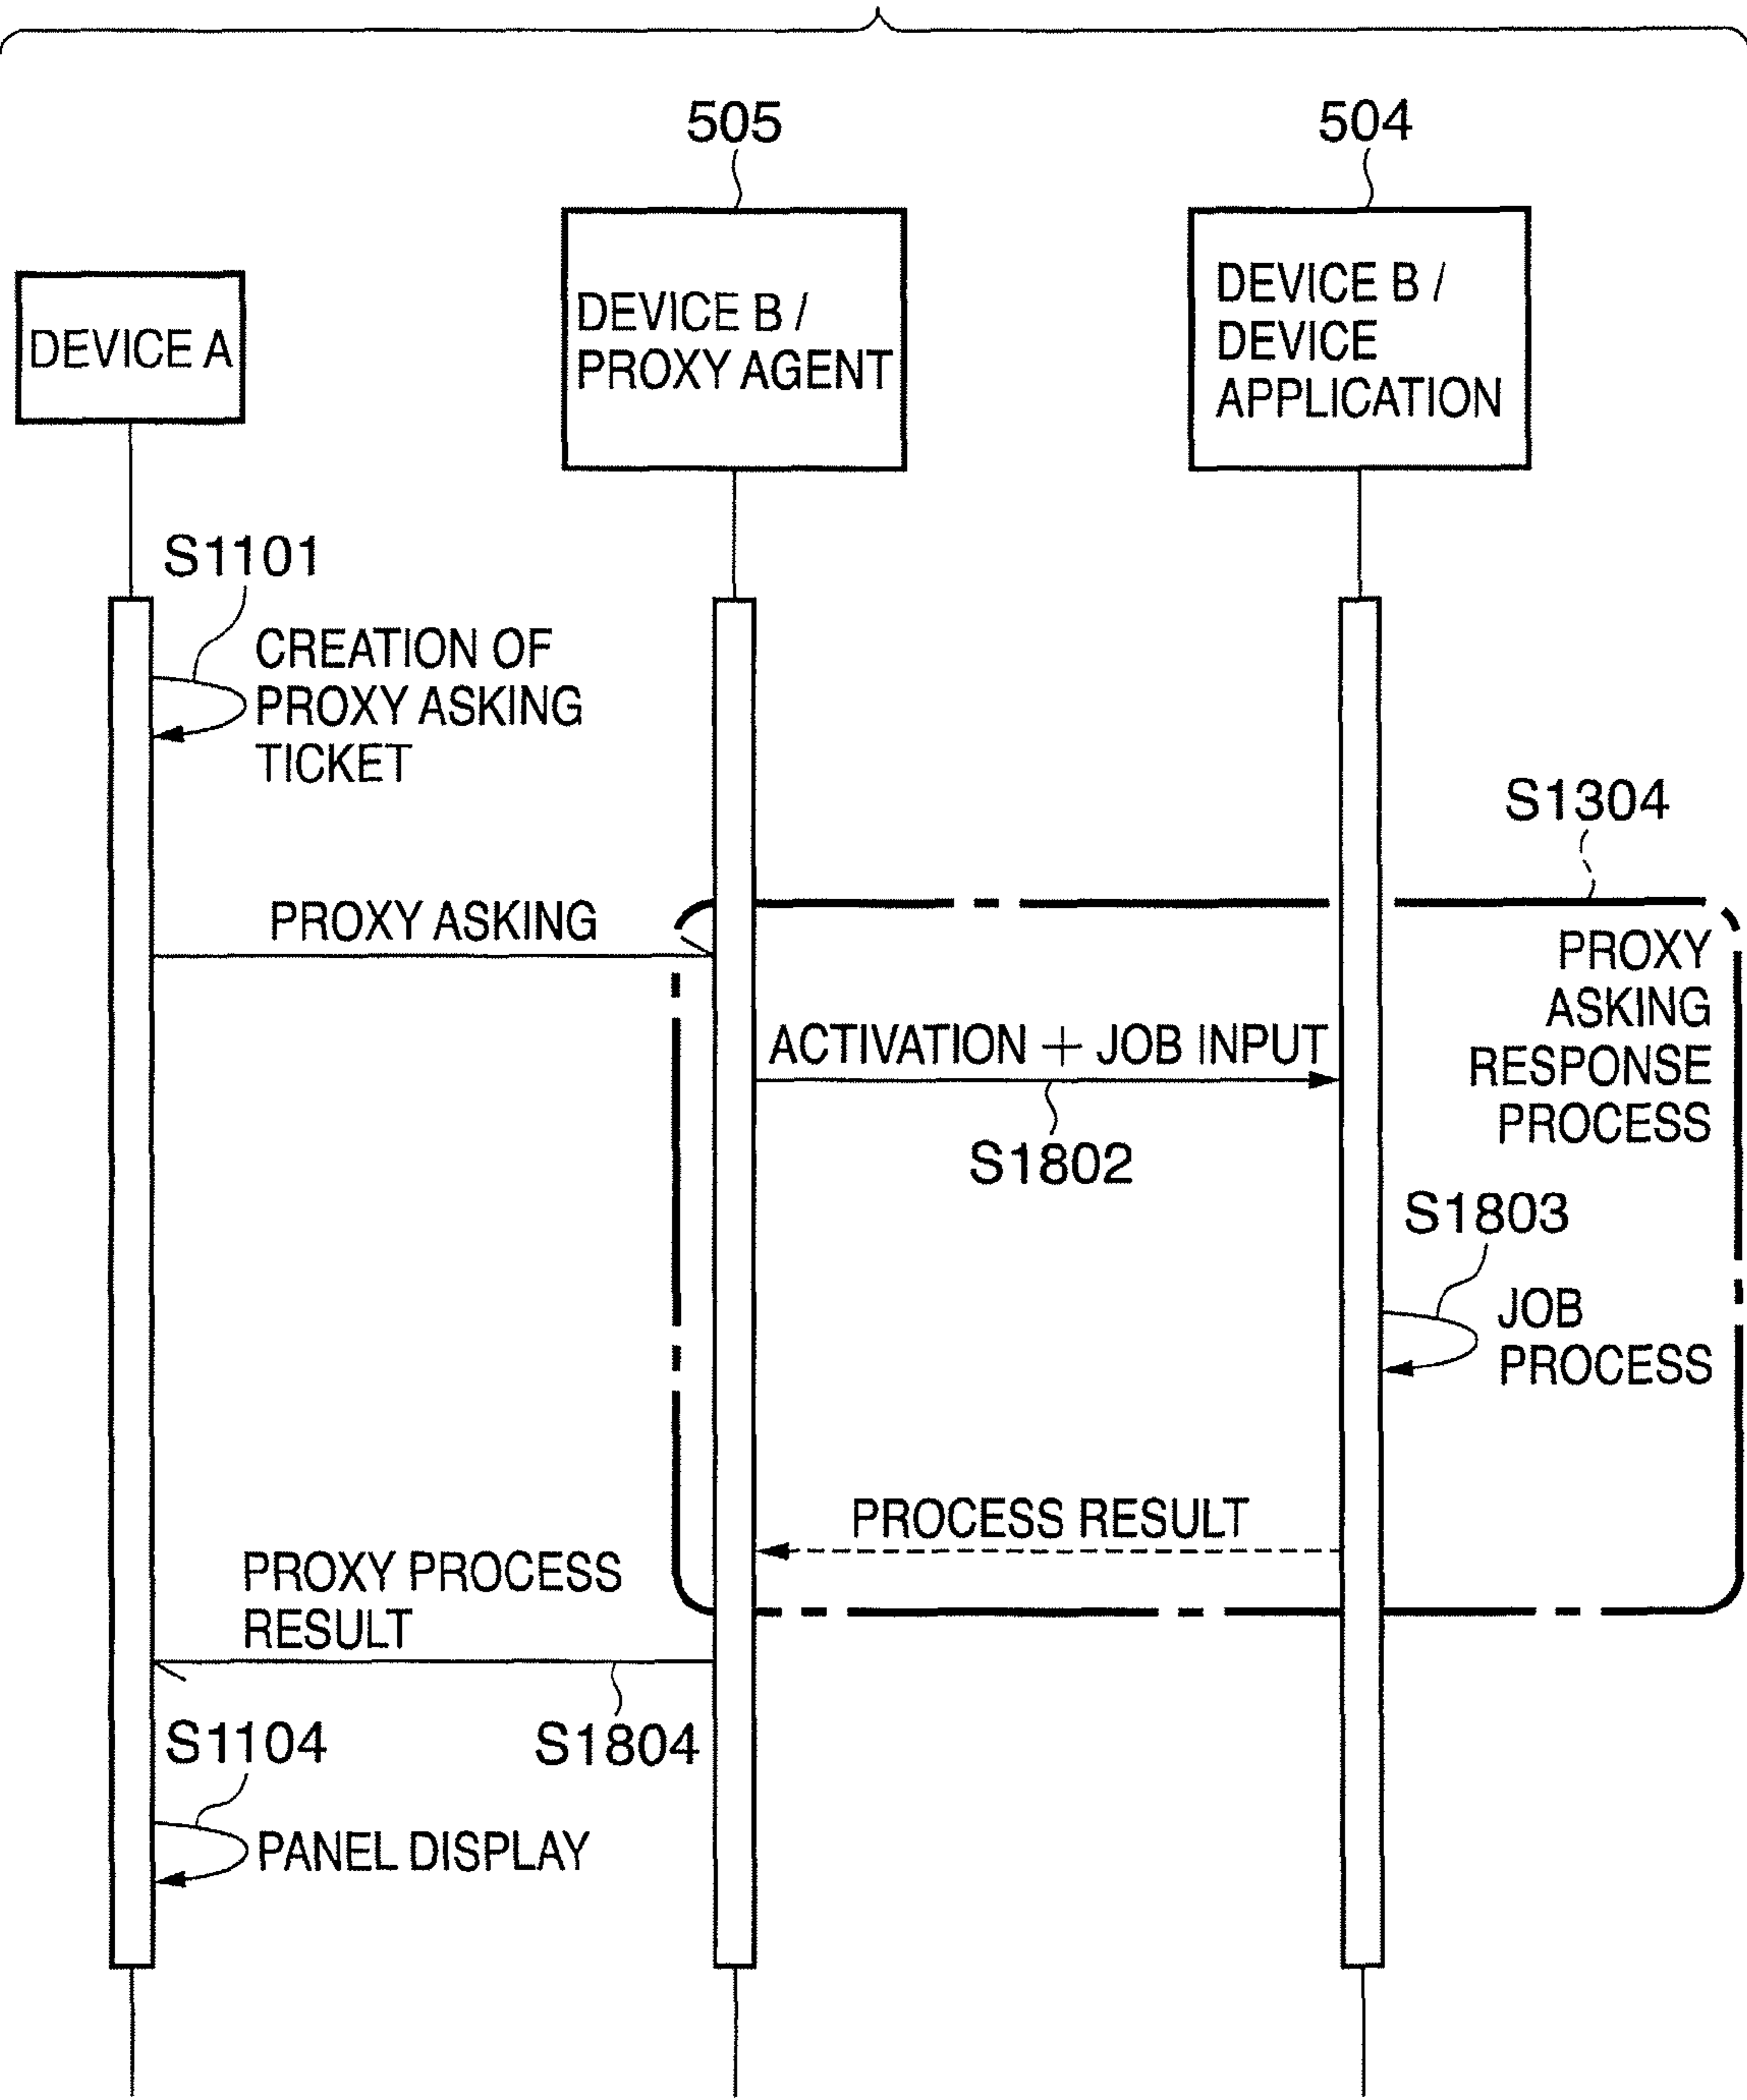 505
504
DEVICE A
DEVICE B /
PROXY AGENT
DEVICE B /
DEVICE
APPLICATION
S1101
CREATION OF
PROXY ASKING
TICKET
S1304
PROXY ASKING
PROXY
ASKING
RESPONSE
PROCESS
ACTIVATION + JOB INPUT
S1802
S1803
JOB
PROCESS
PROCESS RESULT
PROXY PROCESS
RESULT
S1804
S1104
PANEL DISPLAY